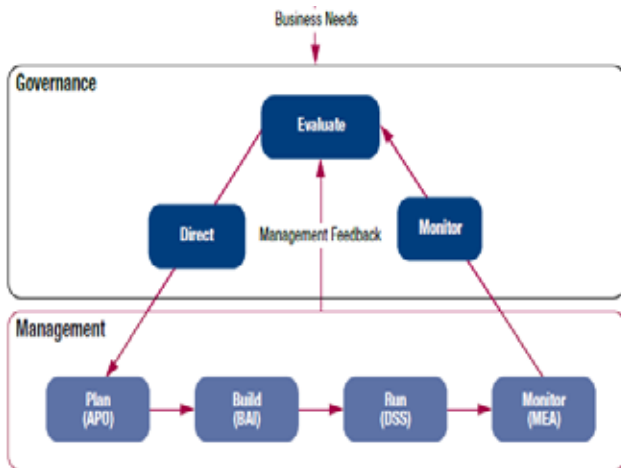 Business Needs
Governance
Evaluate
Direct
Management Feedback
Monitor
Management
Plan
(APO)
Build
(BAI)
Run
(DSS)
Monitor
(MEA)